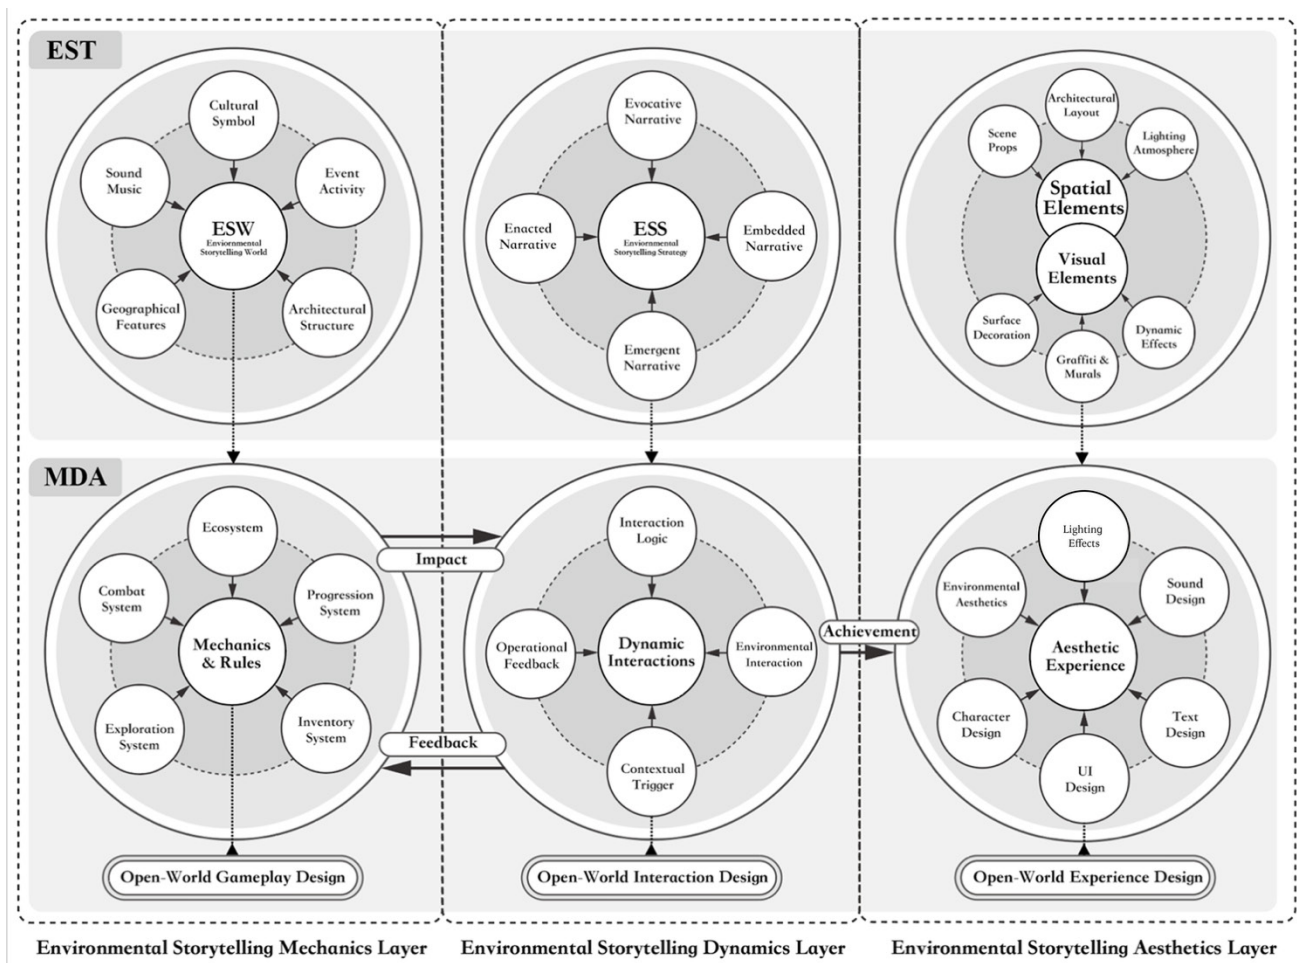 EST
Cultural
Symbol
Sound
Music
Event
Activity
ESW
Enviornmental
Storytelling World
Geographical
Features
Architectural
Structure
Evocative
Narrative
Enacted
Narrative
ESS
Enviornmental
Storytelling Strategy
Embedded
Narrative
Emergent
Narrative
Architectural
Layout
Scene
Props
Lighting
Atmosphere
Spatial
Elements
Visual
Elements
Surface
Decoration
Dynamic
Effects
Graffiti &
Murals
MDA
Ecosystem
Combat
System
Progression
System
Mechanics
& Rules
Exploration
System
Inventory
System
Impact
Feedback
Interaction
Logic
Operational
Feedback
Dynamic
Interactions
Environmental
Interaction
Contextual
Trigger
Achievement
Lighting
Effects
Environmental
Aesthetics
Sound
Design
Aesthetic
Experience
Character
Design
Text
Design
UI
Design
Open-World Gameplay Design
Open-World Interaction Design
Open-World Experience Design
Environmental Storytelling Mechanics Layer
Environmental Storytelling Dynamics Layer
Environmental Storytelling Aesthetics Layer